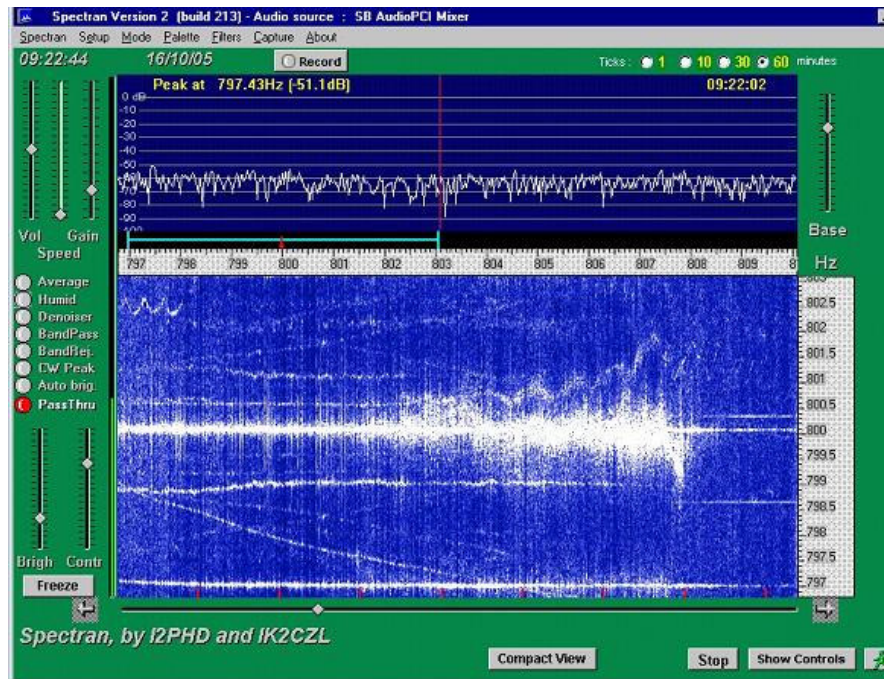 Spectran Version 2 (build 213) - Audio source : SB AudioPCI Mixer
Spectran Setup Mode Palette Filters Capture About
09:22:44 16/10/05 Record Ticks : 1 10 30 60 minutes
Peak at 797.43Hz (-51.1dB) 09:22:02
0 dB
-10
-20
-30
-40
-50
-60
-70
-80
-90
-100
Vol Gain
Speed
Base
797 798 799 800 801 802 803 804 805 806 807 808 809 Hz
Average
Humid
Denoiser
BandPass
BandRej.
CW Peak
Auto brig.
PassThru
802.5
802
801.5
801
800.5
800
799.5
799
798.5
798
797.5
797
Brigh Contr
Freeze
Spectran, by I2PHD and IK2CZL
Compact View Stop Show Controls